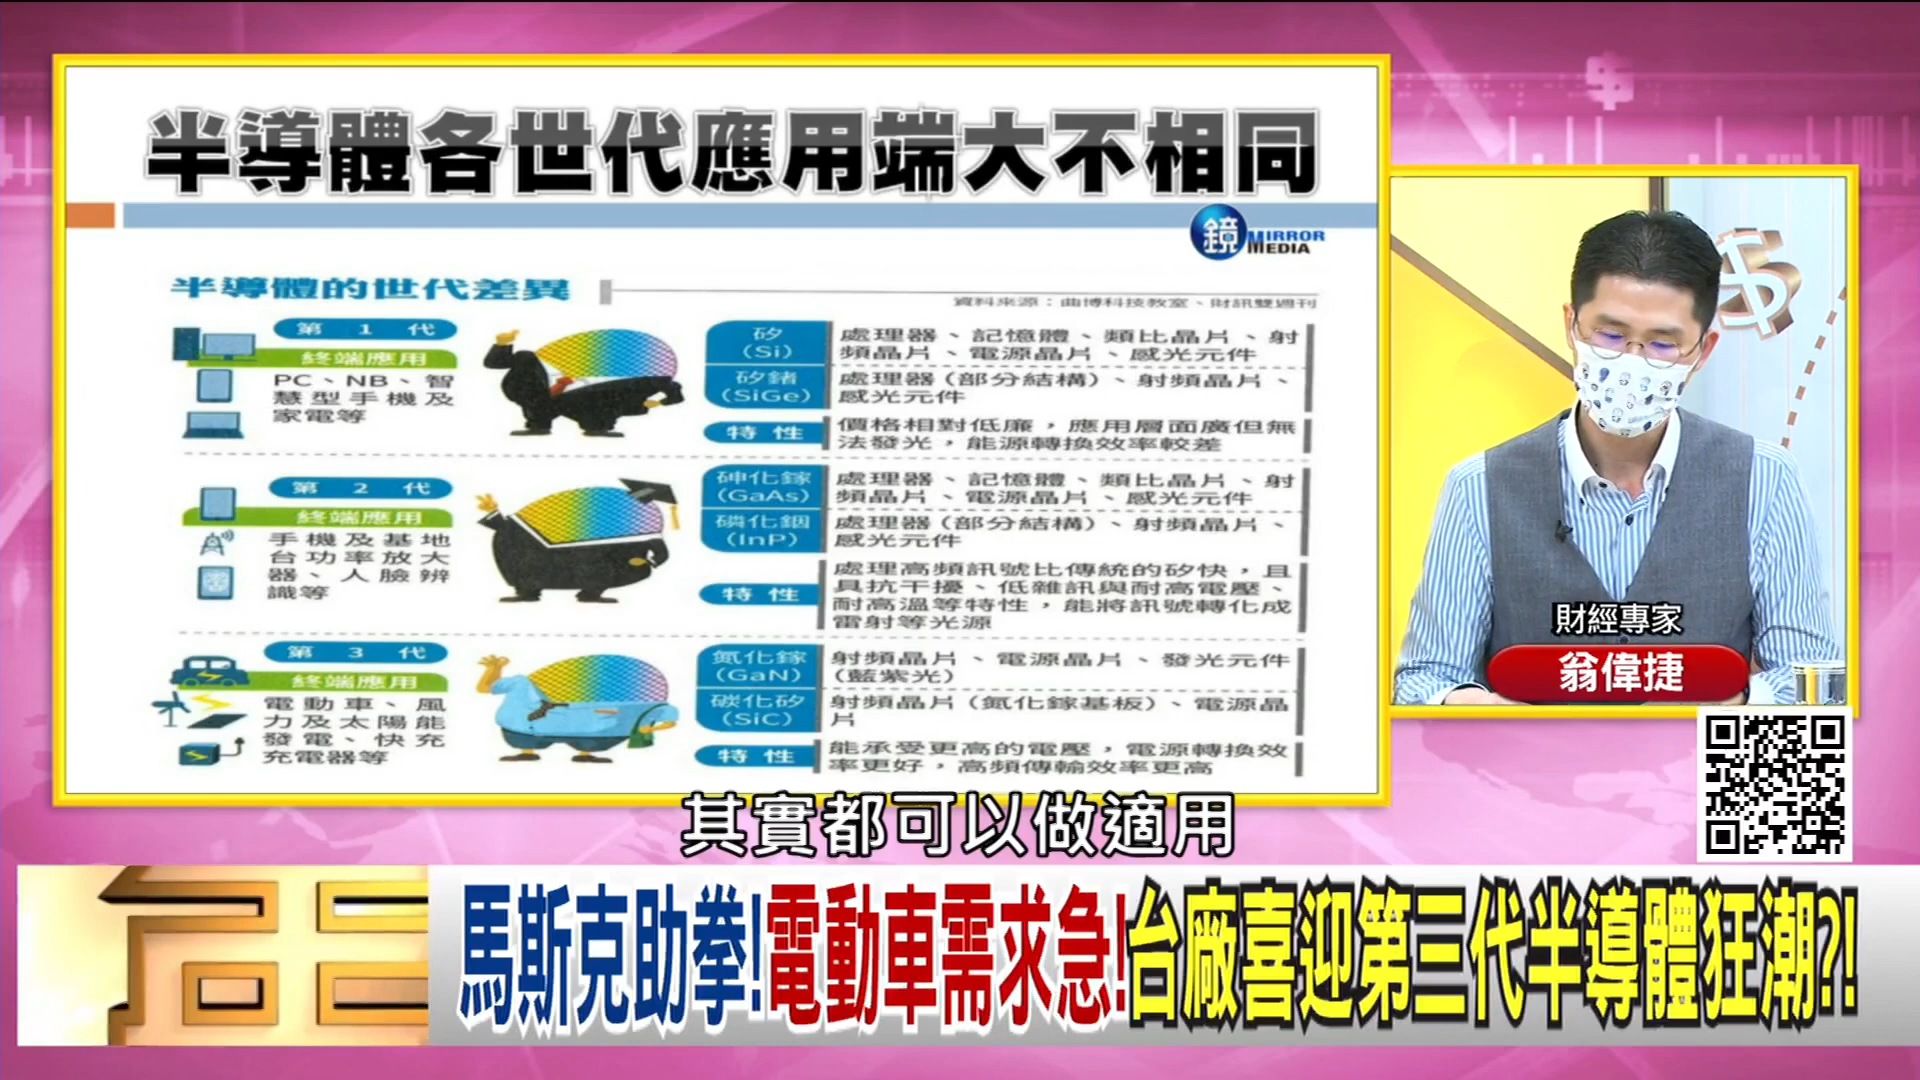 半導體各世代應用端大不相同
鏡 MIRROR MEDIA
半導體的世代差異
資料來源：曲博科技教室、財訊雙週刊
第 1 代
終端應用
PC、NB、智
慧型手機及
家電等
矽
(Si)
處理器、記憶體、類比晶片、射
頻晶片、電源晶片、感光元件
矽鍺
(SiGe)
處理器(部分結構)、射頻晶片、
感光元件
特性
價格相對低廉，應用層面廣但無
法發光，能源轉換效率較差
第 2 代
終端應用
手機及基地
台功率放大
器、人臉辨
識等
砷化鎵
(GaAs)
處理器、記憶體、類比晶片、射
頻晶片、電源晶片、感光元件
磷化銦
(InP)
處理器(部分結構)、射頻晶片、
感光元件
特性
處理高頻訊號比傳統的矽快，且
具抗干擾、低雜訊與耐高電壓、
耐高溫等特性，能將訊號轉化成
雷射等光源
第 3 代
終端應用
電動車、風
力及太陽能
發電、快充
充電器等
氮化鎵
(GaN)
射頻晶片、電源晶片、發光元件
(藍紫光)
碳化矽
(SiC)
射頻晶片(氮化鎵基板)、電源晶
片
特性
能承受更高的電壓，電源轉換效
率更好，高頻傳輸效率更高
財經專家
翁偉捷
其實都可以做適用
馬斯克助拳!電動車需求急!台廠喜迎第三代半導體狂潮?!